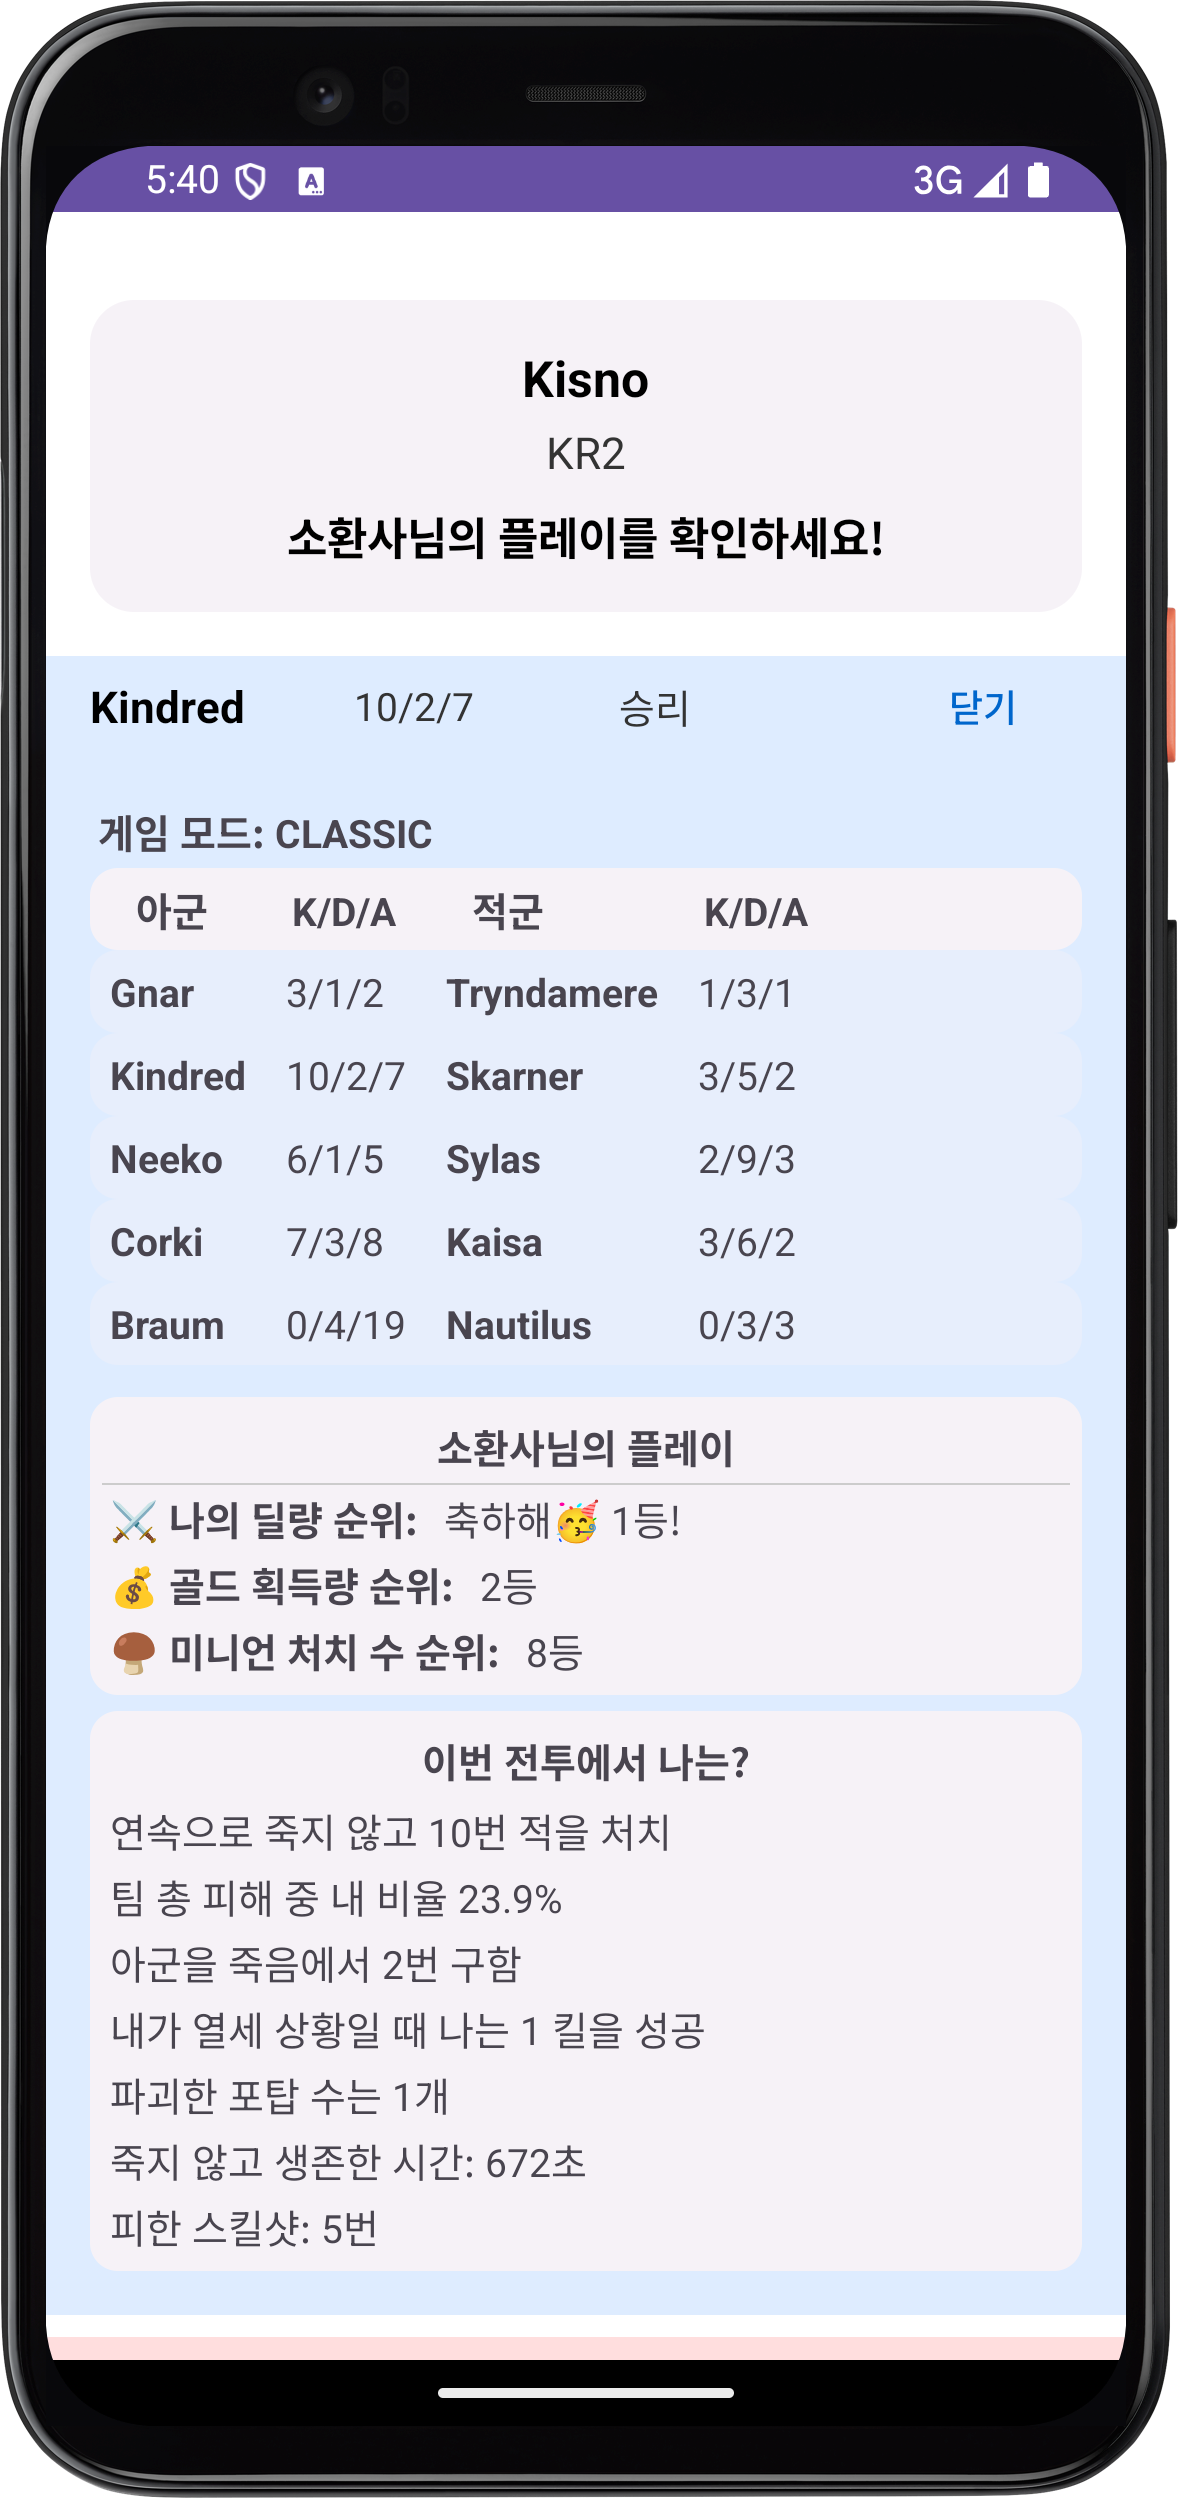 5:40 3G
Kisno
KR2
소환사님의 플레이를 확인하세요!
Kindred 10/2/7 승리 닫기
게임 모드: CLASSIC
아군 K/D/A 적군 K/D/A
Gnar 3/1/2 Tryndamere 1/3/1
Kindred 10/2/7 Skarner 3/5/2
Neeko 6/1/5 Sylas 2/9/3
Corki 7/3/8 Kaisa 3/6/2
Braum 0/4/19 Nautilus 0/3/3
소환사님의 플레이
⚔️ 나의 딜량 순위: 축하해🥳 1등!
💰 골드 획득량 순위: 2등
🍄 미니언 처치 수 순위: 8등
이번 전투에서 나는?
연속으로 죽지 않고 10번 적을 처치
팀 총 피해 중 내 비율 23.9%
아군을 죽음에서 2번 구함
내가 열세 상황일 때 나는 1 킬을 성공
파괴한 포탑 수는 1개
죽지 않고 생존한 시간: 672초
피한 스킬샷: 5번